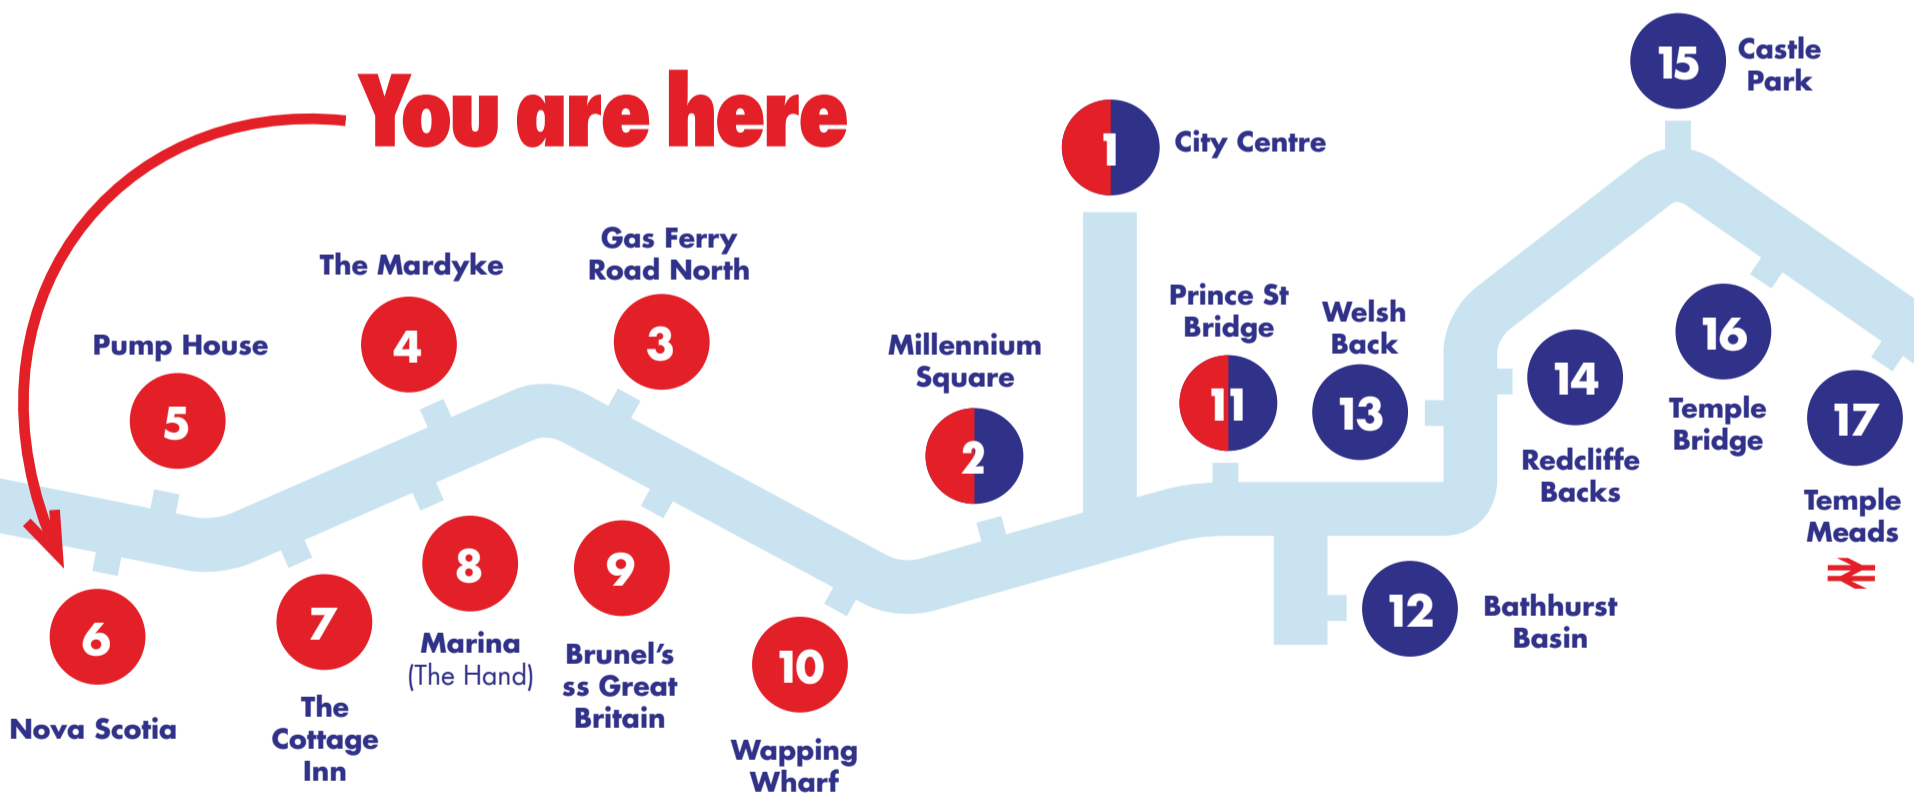 You are here
15
Castle
Park
1
City Centre
Gas Ferry
Road North
3
The Mardyke
4
Pump House
5
Millennium
Square
2
Prince St
Bridge
11
Welsh
Back
13
14
Redcliffe
Backs
16
Temple
Bridge
17
Temple
Meads
6
Nova Scotia
7
The
Cottage
Inn
8
Marina
(The Hand)
9
Brunel’s
ss Great
Britain
10
Wapping
Wharf
12
Bathhurst
Basin